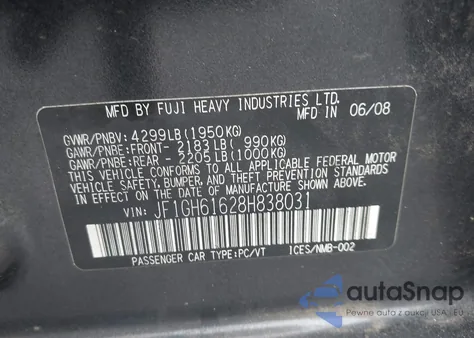 MFD BY FUJI HEAVY INDUSTRIES LTD.
MFD IN 06/08
GVWR/PNBV: 4299LB(1950KG)
GAWR/PNBE:FRONT- 2183LB( 990KG)
GAWR/PNBE:REAR - 2205LB(1000KG)
THIS VEHICLE CONFORMS TO ALL APPLICABLE FEDERAL MOTOR
VEHICLE SAFETY, BUMPER, AND THEFT PREVENTION STANDARDS
IN EFFECT ON THE DATE OF MANUFACTURE SHOWN ABOVE.
VIN: JF1GH61628H838031
PASSENGER CAR TYPE:PC/VT ICES/NMB-002
autoSnap
Pewne auta z aukcji USA i EU